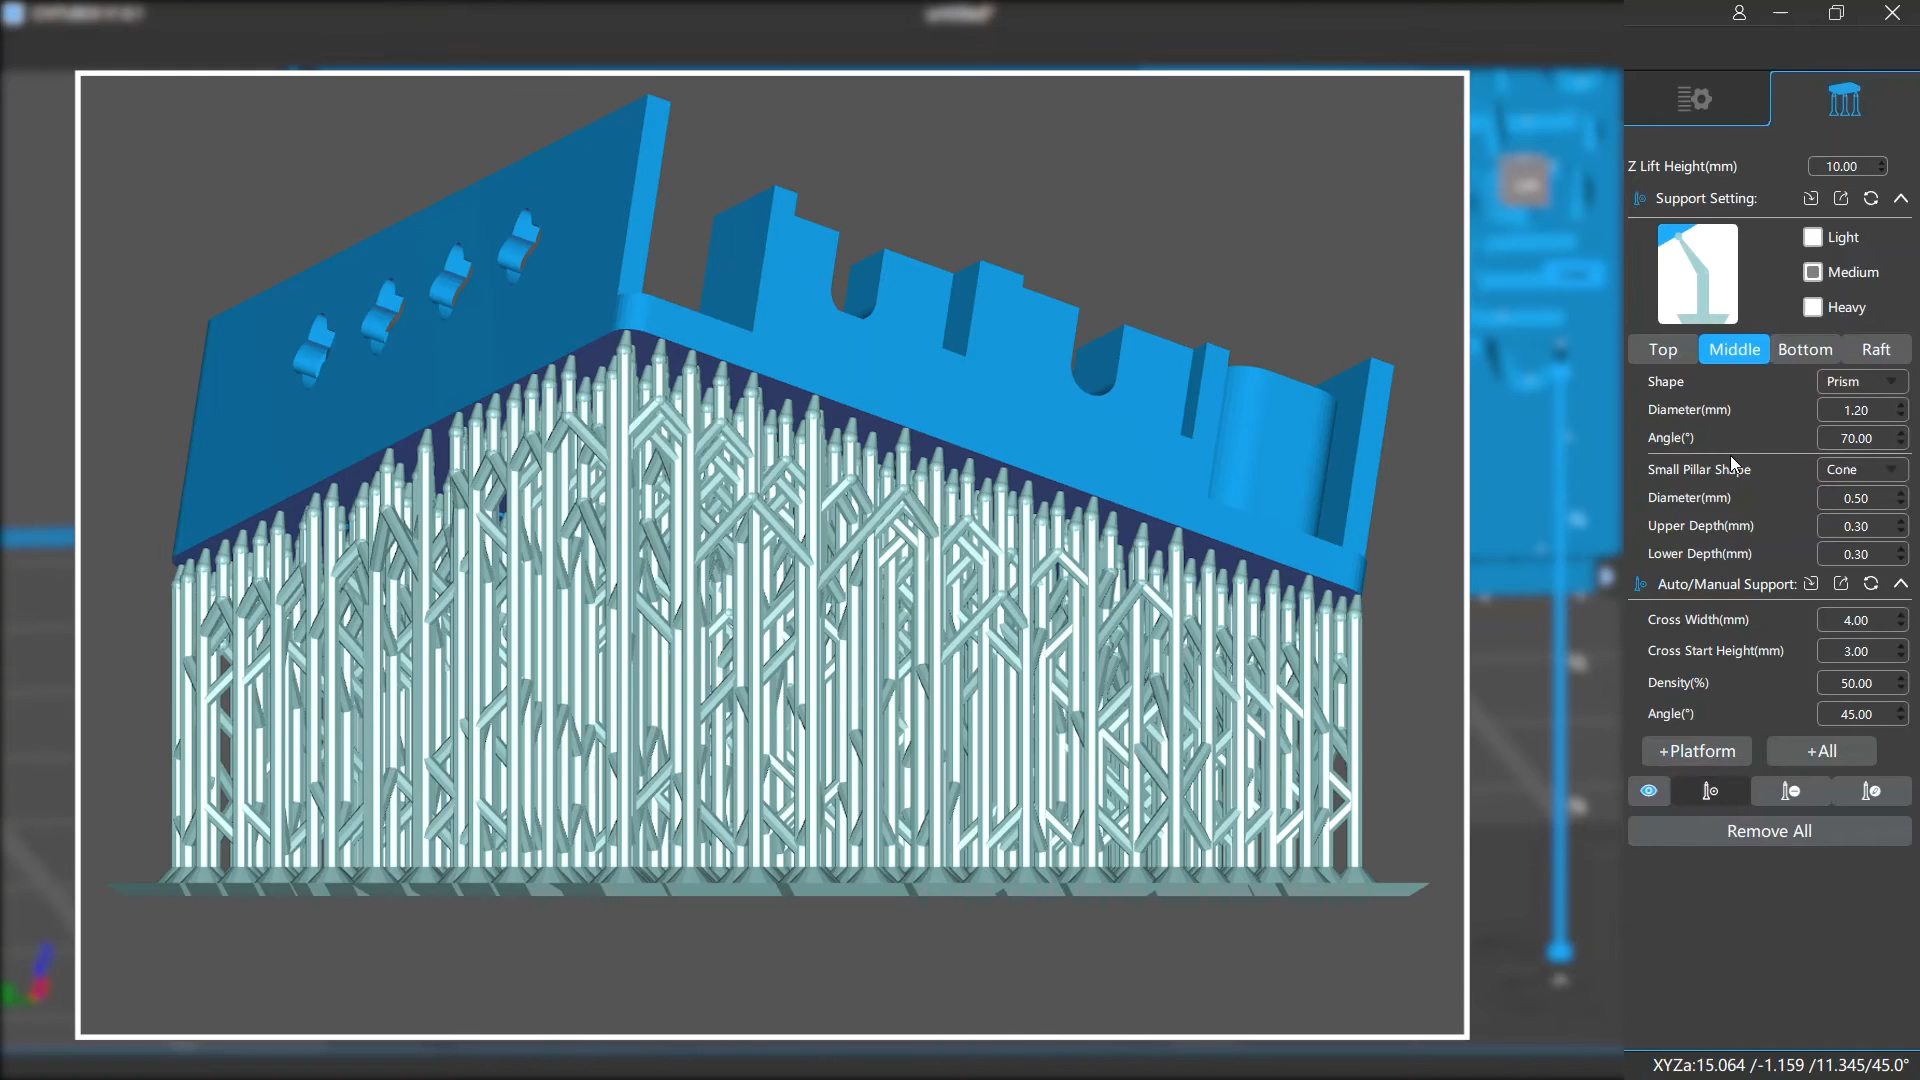 Z Lift Height(mm) 10.00
Support Setting:
Light
Medium
Heavy
Top Middle Bottom Raft
Shape Prism
Diameter(mm) 1.20
Angle(°) 70.00
Small Pillar Shape Cone
Diameter(mm) 0.50
Upper Depth(mm) 0.30
Lower Depth(mm) 0.30
Auto/Manual Support:
Cross Width(mm) 4.00
Cross Start Height(mm) 3.00
Density(%) 50.00
Angle(°) 45.00
+Platform +All
Remove All
XYZa:15.064 /-1.159 /11.345/45.0°